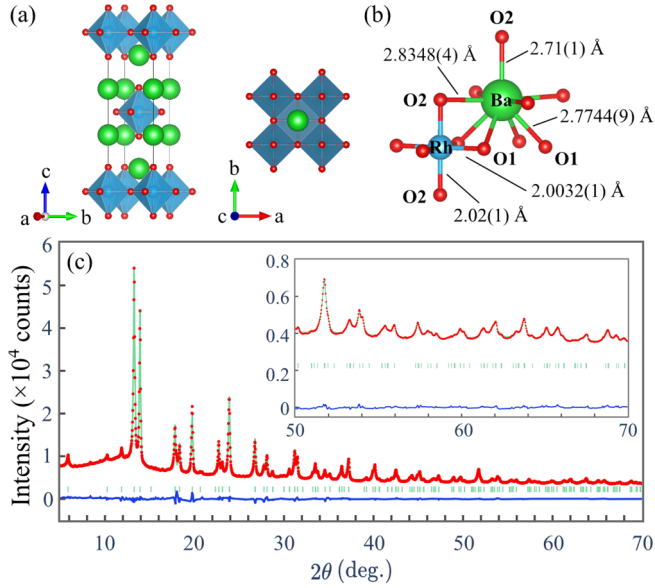 (a)
(b)
O2
2.8348(4) Å
2.71(1) Å
Ba
O2
2.7744(9) Å
Rh
O1
O1
O2
2.0032(1) Å
2.02(1) Å
c
a
b
b
c
a
(c)
Intensity (×10⁴ counts)
6
5
4
3
2
1
0
0.8
0.6
0.4
0.2
0
50
60
70
10
20
30
40
50
60
70
2θ (deg.)